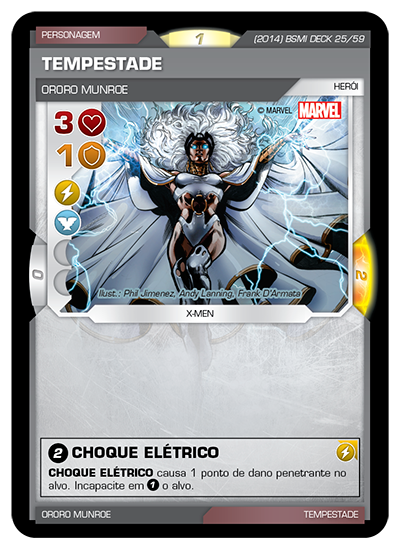 PERSONAGEM
1
(2014) BSMI DECK 25/59
TEMPESTADE
ORORO MUNROE
HERÓI
3
© MARVEL
MARVEL
1
0
2
Illust.: Phil Jimenez, Andy Lanning, Frank D'Armata
X-MEN
2 CHOQUE ELÉTRICO
CHOQUE ELÉTRICO causa 1 ponto de dano penetrante no
alvo. Incapacite em 1 o alvo.
ORORO MUNROE
TEMPESTADE